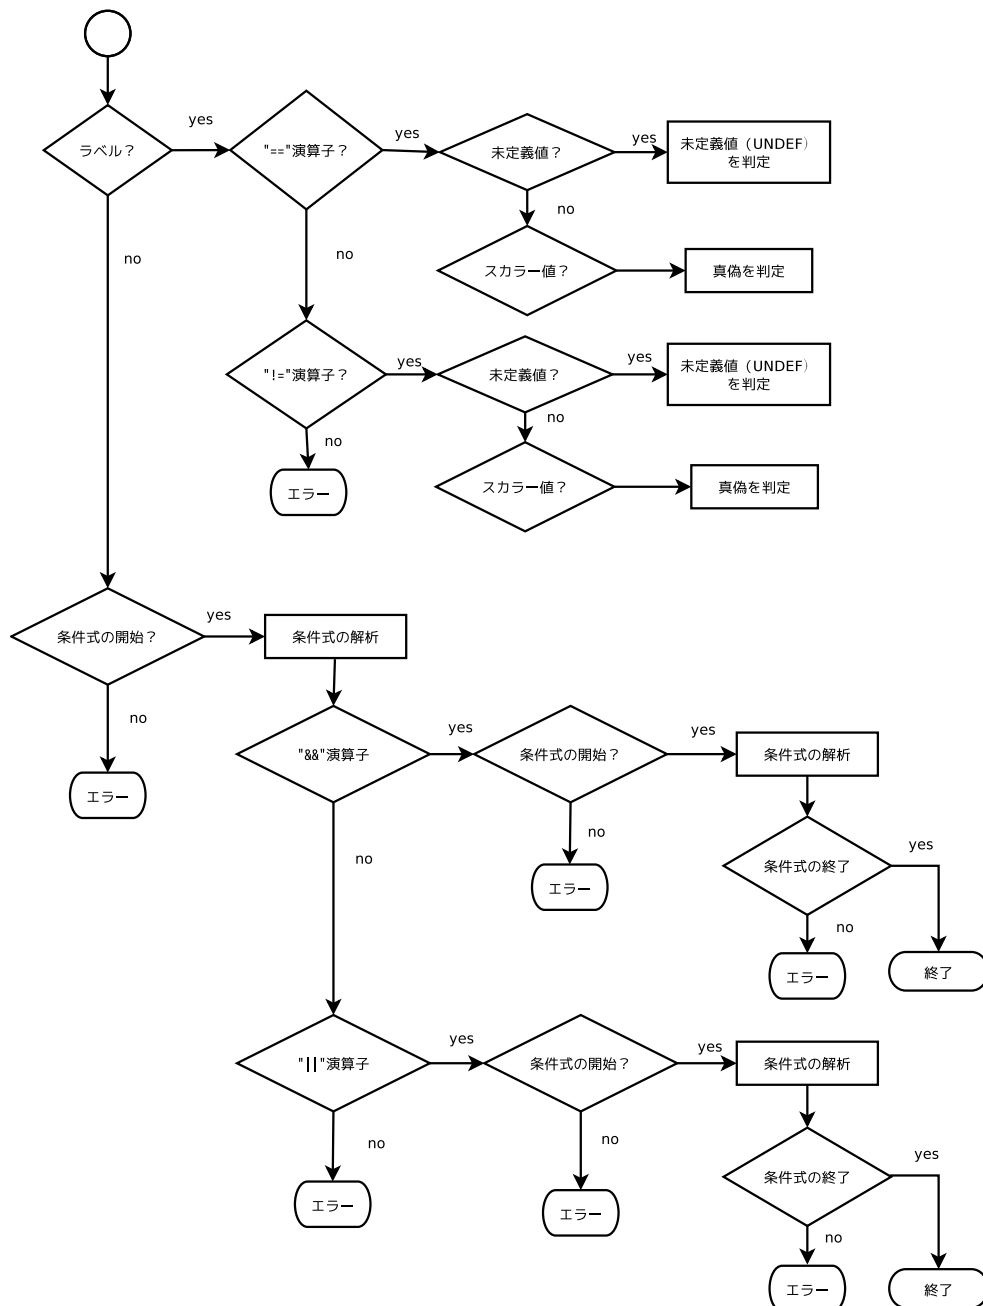 ラベル？
yes
"=="演算子？
yes
未定義値？
yes
未定義値（UNDEF）
を判定
no
スカラー値？
真偽を判定
no
no
"!="演算子？
yes
未定義値？
yes
未定義値（UNDEF）
を判定
no
スカラー値？
真偽を判定
no
エラー
条件式の開始？
yes
条件式の解析
no
エラー
"&&"演算子
yes
条件式の開始？
yes
条件式の解析
no
no
エラー
条件式の終了
yes
no
エラー
終了
"||"演算子
yes
条件式の開始？
yes
条件式の解析
no
エラー
no
エラー
条件式の終了
yes
no
エラー
終了